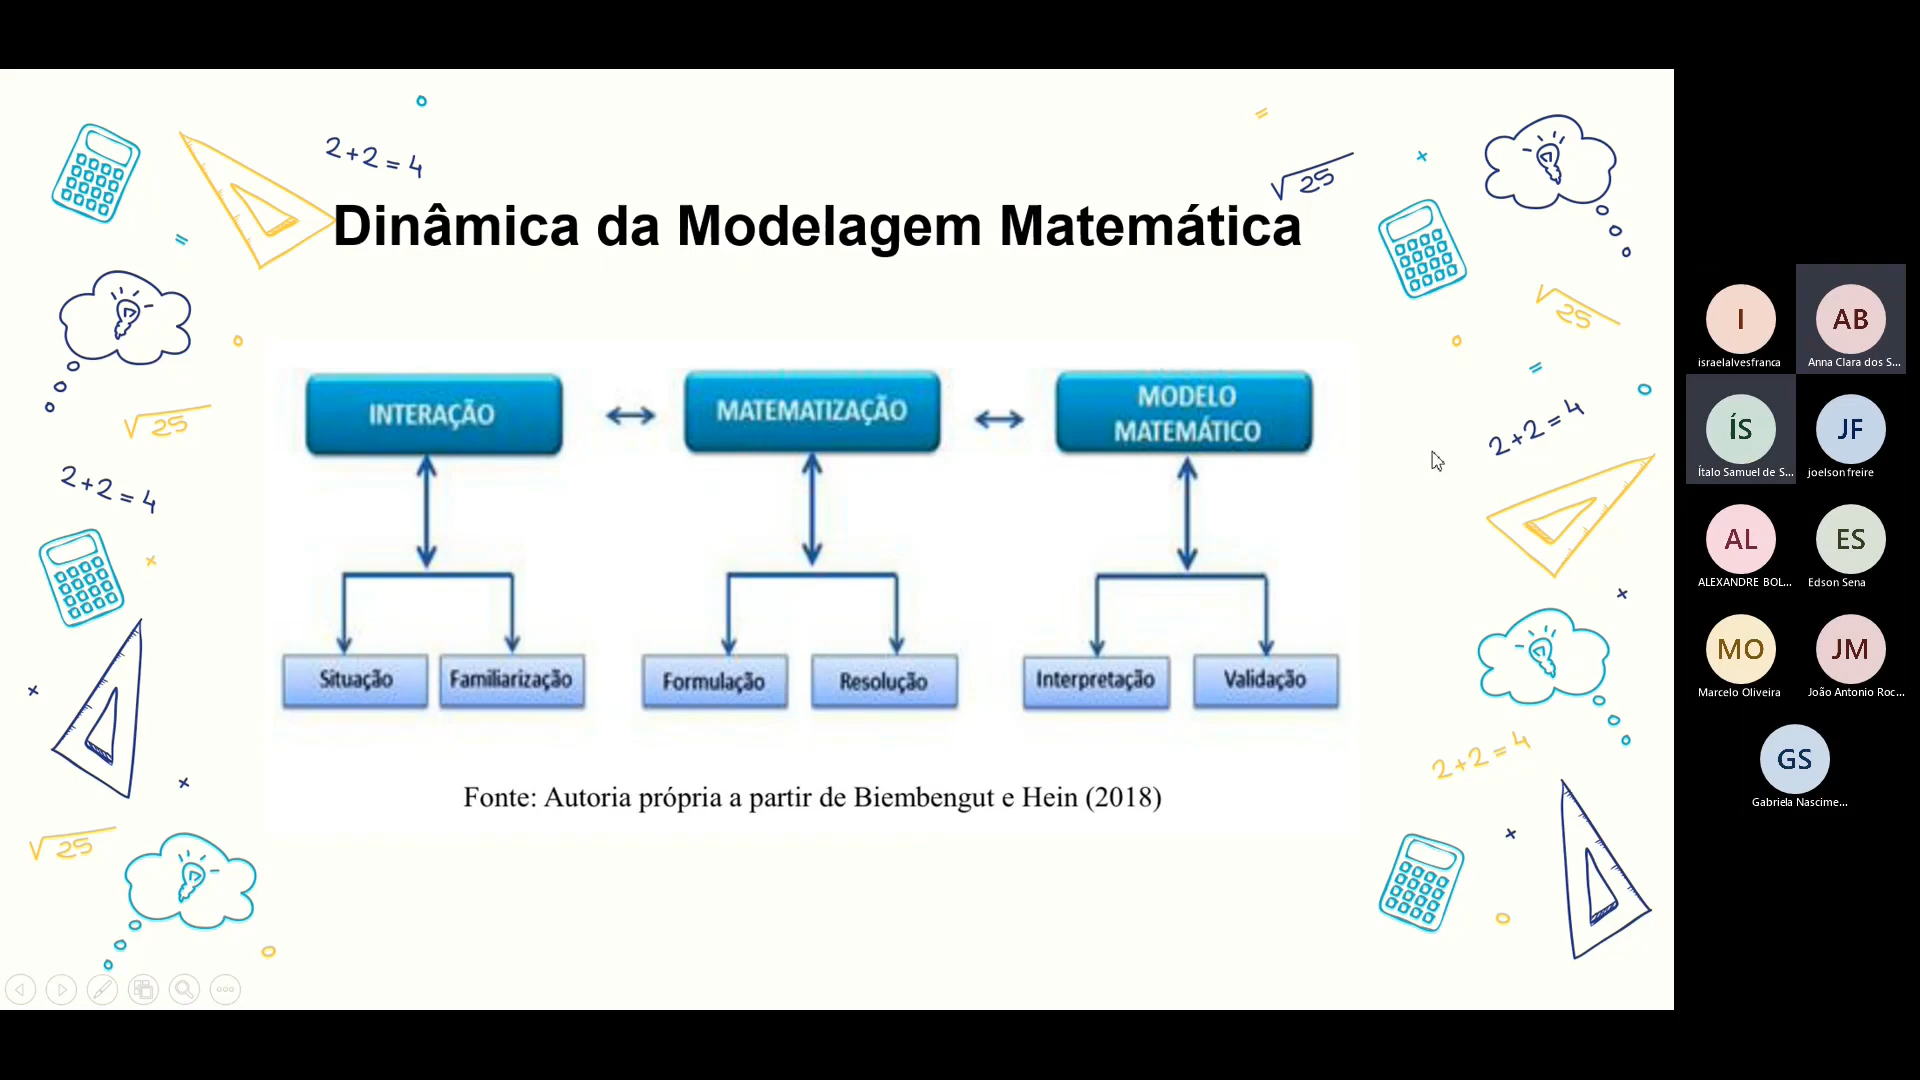 2+2=4
√25
Dinâmica da Modelagem Matemática
√25
√25
2+2=4
2+2=4
INTERAÇÃO
MATEMATIZAÇÃO
MODELO
MATEMÁTICO
Situação
Familiarização
Formulação
Resolução
Interpretação
Validação
2+2=4
Fonte: Autoria própria a partir de Biembengut e Hein (2018)
√25
I
israelalvesfranca
AB
Anna Clara dos S...
ÍS
Ítalo Samuel de S...
JF
joelson freire
AL
ALEXANDRE BOL...
ES
Edson Sena
MO
Marcelo Oliveira
JM
João Antonio Roc...
GS
Gabriela Nascime...